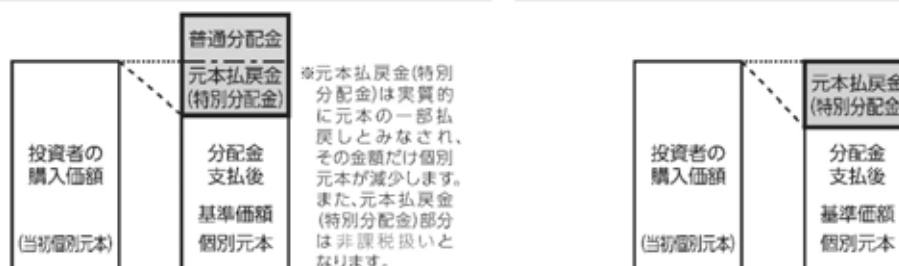 普通分配金
元本払戻金
(特別分配金)
投資者の
購入価額
(当初個別元本)
分配金
支払後
基準価額
個別元本
※元本払戻金(特別
分配金)は実質的
に元本の一部払
戻しとみなされ、
その金額だけ個別
元本が減少します。
また、元本払戻金
(特別分配金)部分
は非課税扱いと
なります。
投資者の
購入価額
(当初個別元本)
元本払戻金
(特別分配金
分配金
支払後
基準価額
個別元本